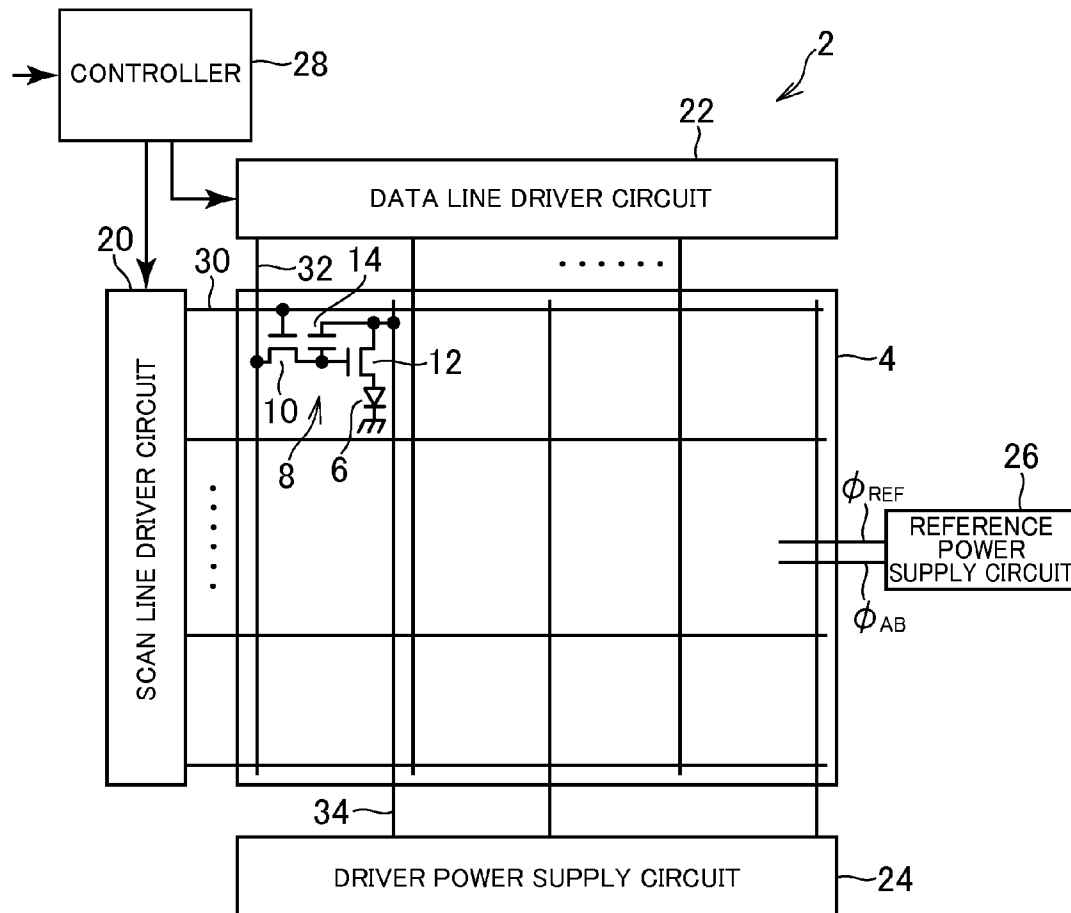 CONTROLLER
28
2
22
DATA LINE DRIVER CIRCUIT
20
30
32
14
......
12
4
10
8
6
SCAN LINE DRIVER CIRCUIT
......
26
ϕREF
REFERENCE
POWER
SUPPLY CIRCUIT
ϕAB
34
DRIVER POWER SUPPLY CIRCUIT
24